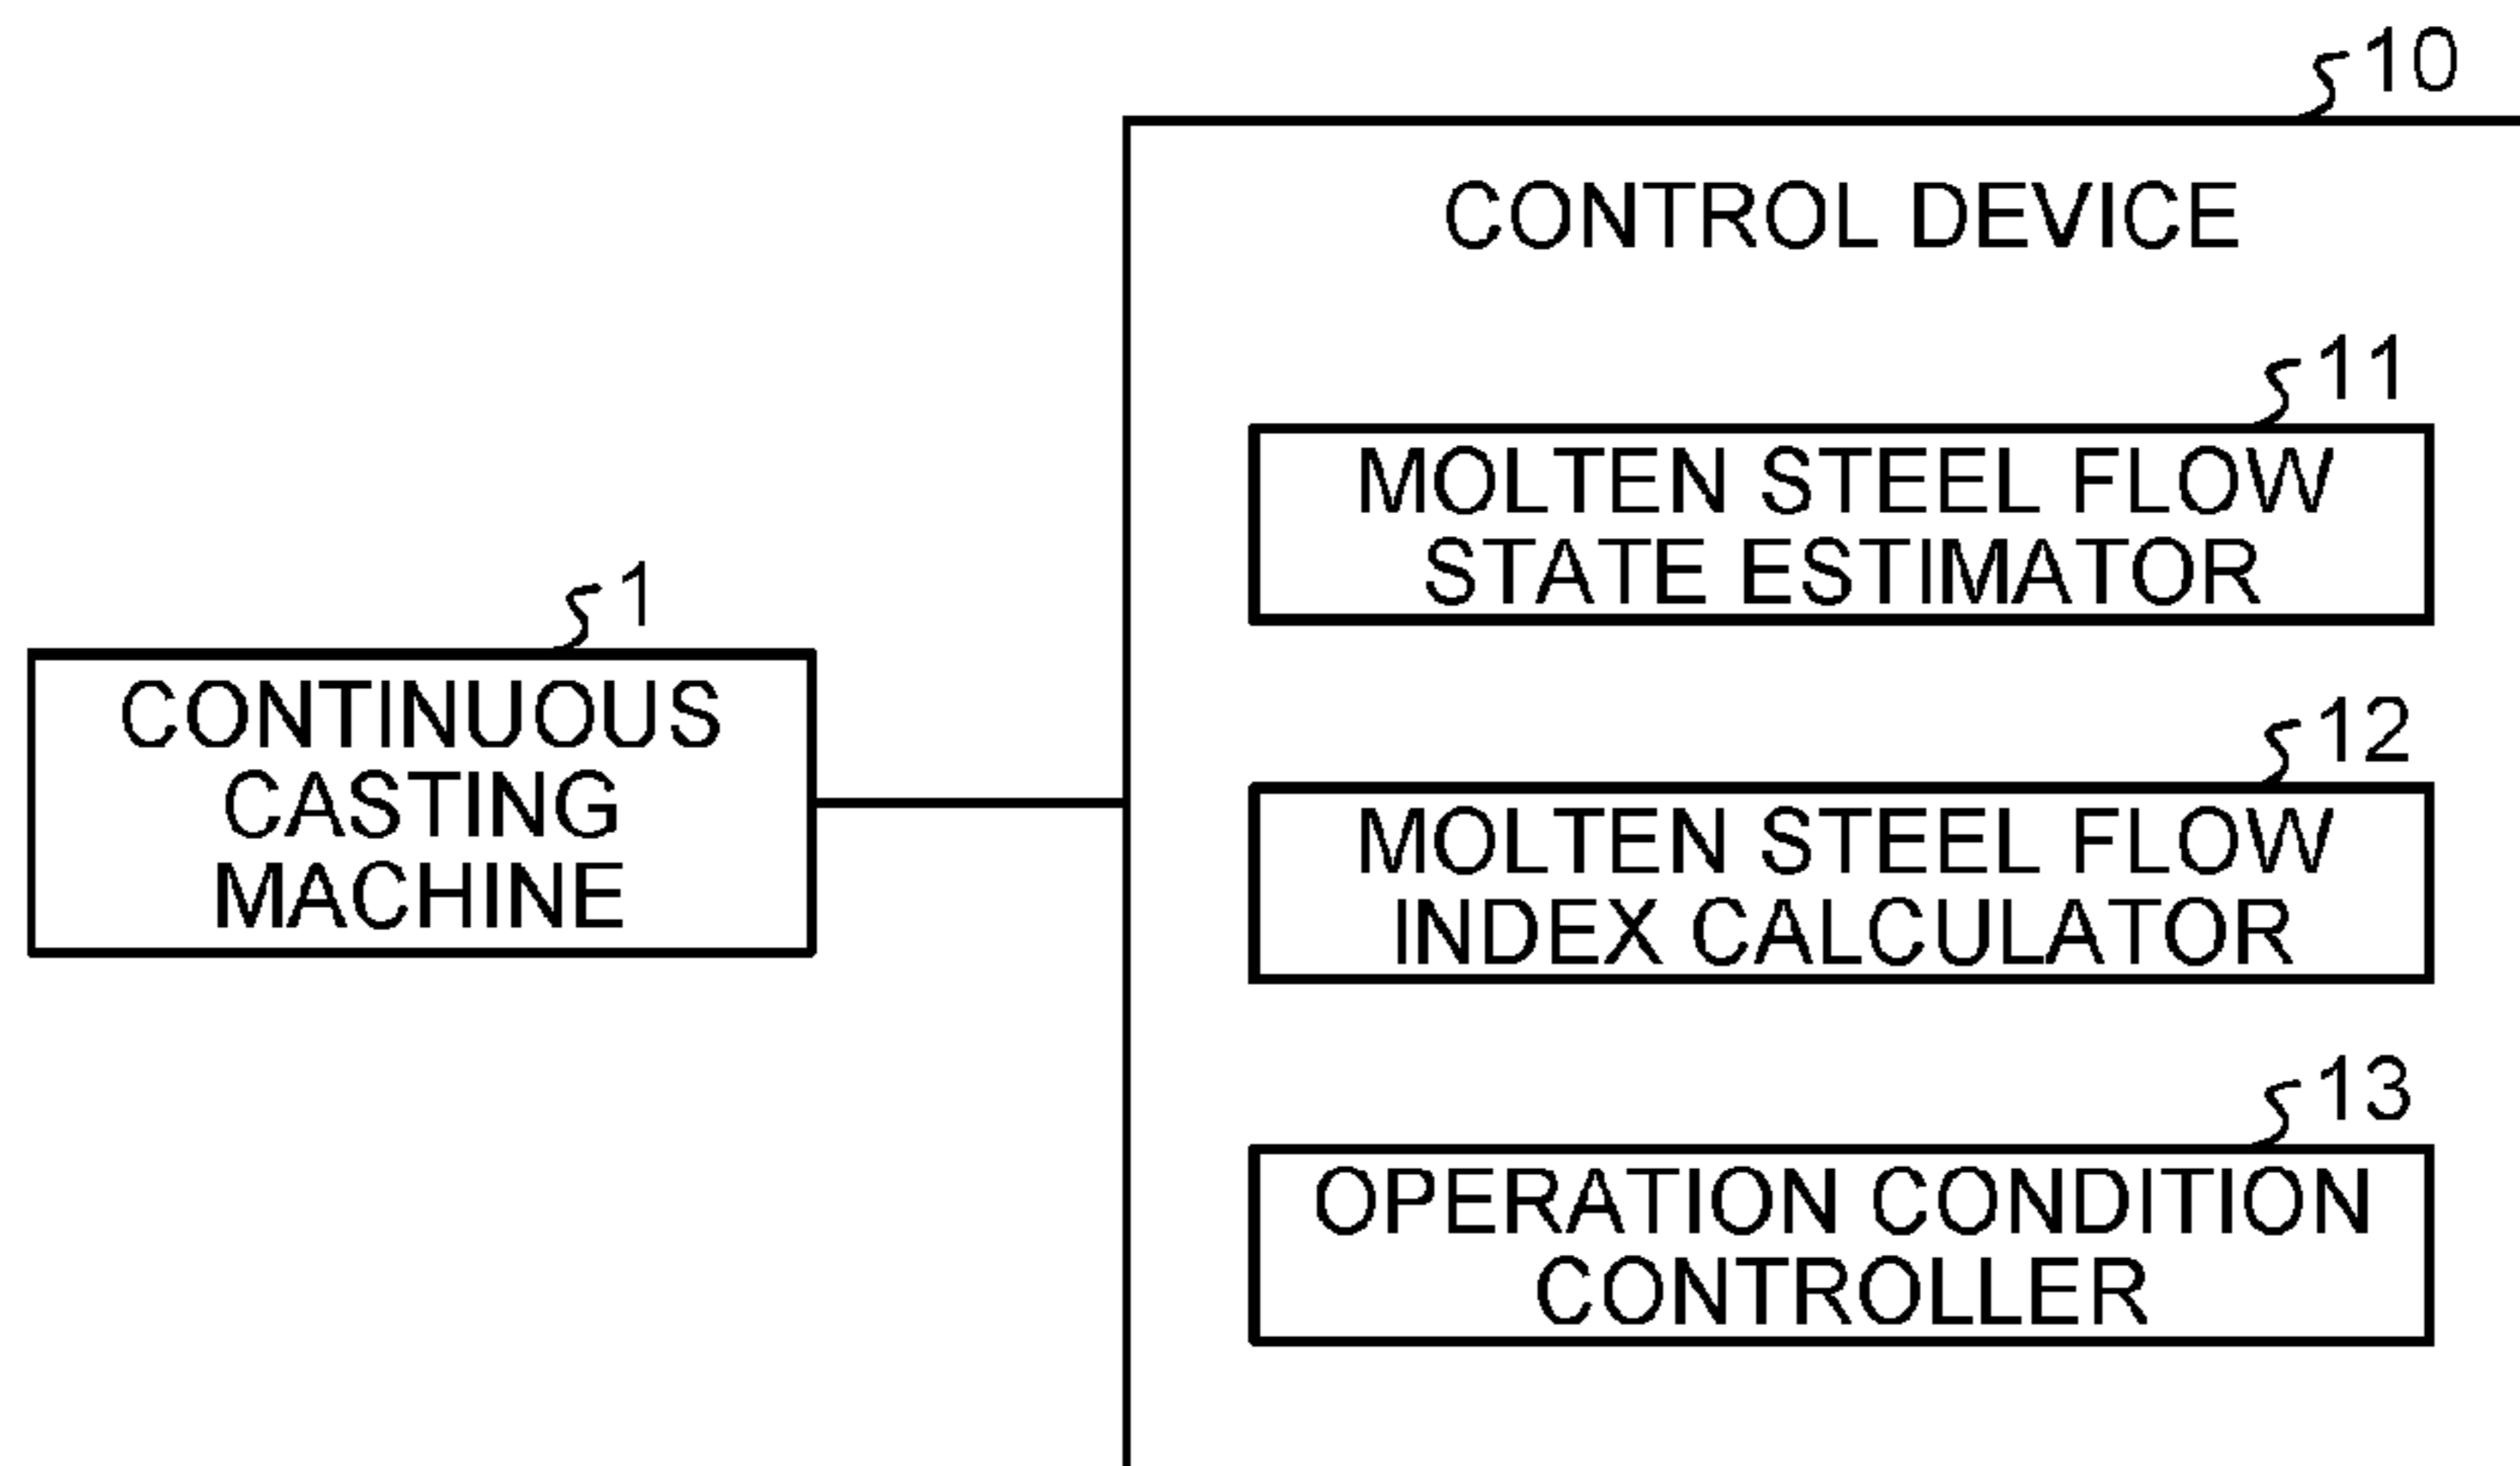 10
CONTROL DEVICE
11
MOLTEN STEEL FLOW
STATE ESTIMATOR
1
CONTINUOUS
CASTING
MACHINE
12
MOLTEN STEEL FLOW
INDEX CALCULATOR
13
OPERATION CONDITION
CONTROLLER